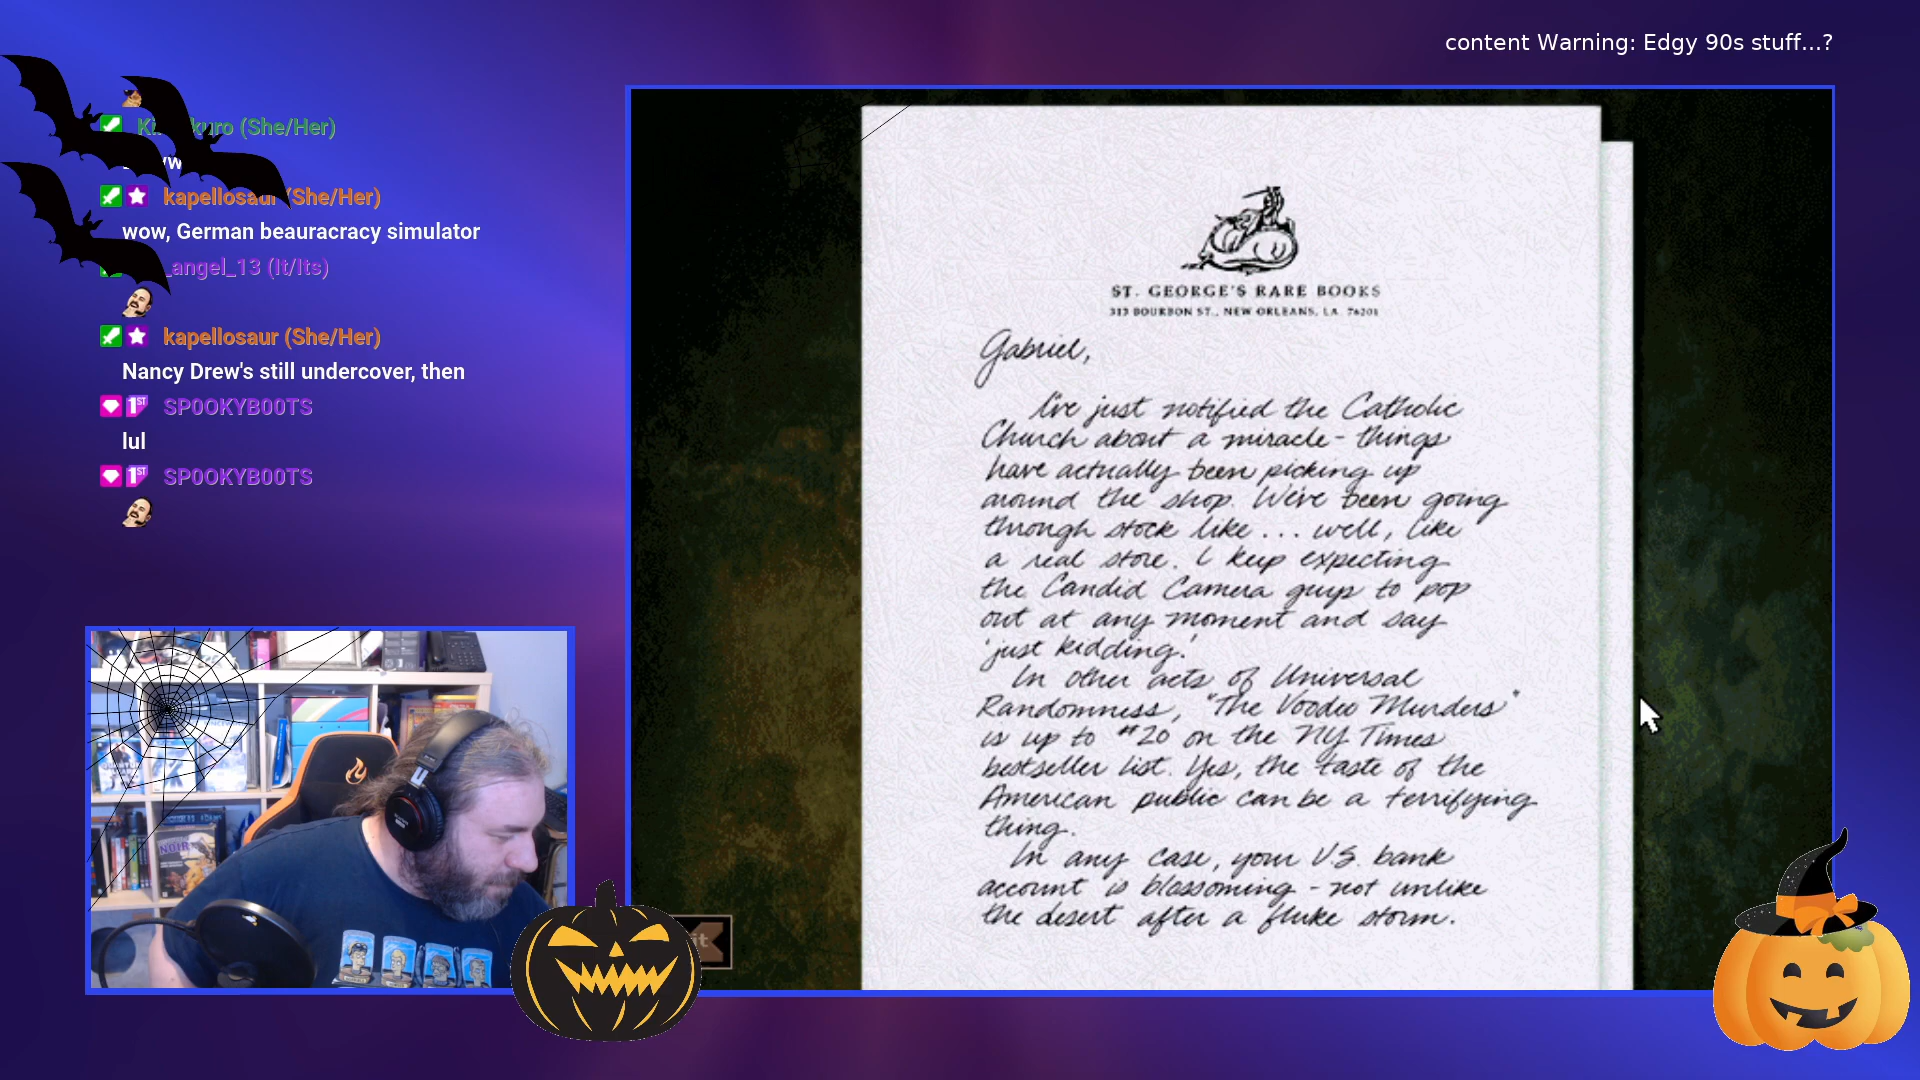 content Warning: Edgy 90s stuff...?
(She/Her)
kapellosaur (She/Her)
wow, German beauracracy simulator
_angel_13 (It/Its)
kapellosaur (She/Her)
Nancy Drew's still undercover, then
SP0OKYB00TS
lul
SP0OKYB00TS
ST. GEORGE'S RARE BOOKS
313 BOURBON ST., NEW ORLEANS, LA. 76201
Gabriel,
I've just notified the Catholic
Church about a miracle - things
have actually been picking up
around the shop. We've been going
through stock like ... well, like
a real store. I keep expecting
the Candid Camera guys to pop
out at any moment and say
'just kidding.'
In other acts of Universal
Randomness, "The Voodoo Murders"
is up to #20 on the NY Times
bestseller list. Yes, the taste of the
American public can be a terrifying
thing.
In any case, your U.S. bank
account is blossoming - not unlike
the desert after a fluke storm.
NOIR